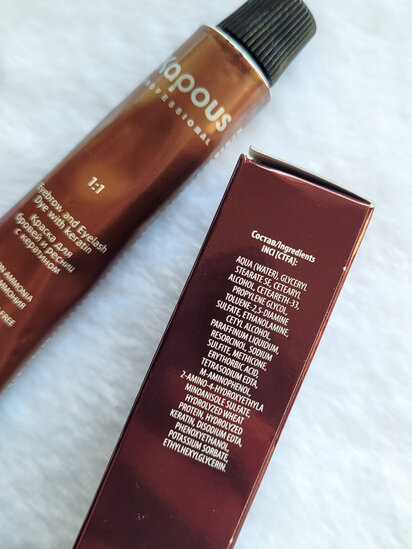 kapous
PROFESSIONAL
1:1
Eyebrow and Eyelash
Dye with keratin
Краска для
бровей и ресниц
с кератином
AMMONIA
FREE
Состав/Ingredients
INCI [CTFA]:
AQUA (WATER), GLYCERYL
STEARATE SE, CETEARYL
ALCOHOL, CETEARETH-33,
PROPYLENE GLYCOL,
TOLUENE-2,5-DIAMINE
SULFATE, ETHANOLAMINE,
CETYL ALCOHOL,
PARAFFINUM LIQUIDUM,
RESORCINOL, SODIUM
SULFITE, METHICONE,
ERYTHORBIC ACID,
TETRASODIUM EDTA,
M-AMINOPHENOL,
2-AMINO-4-HYDROXYETHYLA
MINOANISOLE SULFATE,
HYDROLYZED WHEAT
PROTEIN, HYDROLYZED
KERATIN, DISODIUM EDTA,
PHENOXYETHANOL,
POTASSIUM SORBATE,
ETHYLHEXYLGLYCERIN.